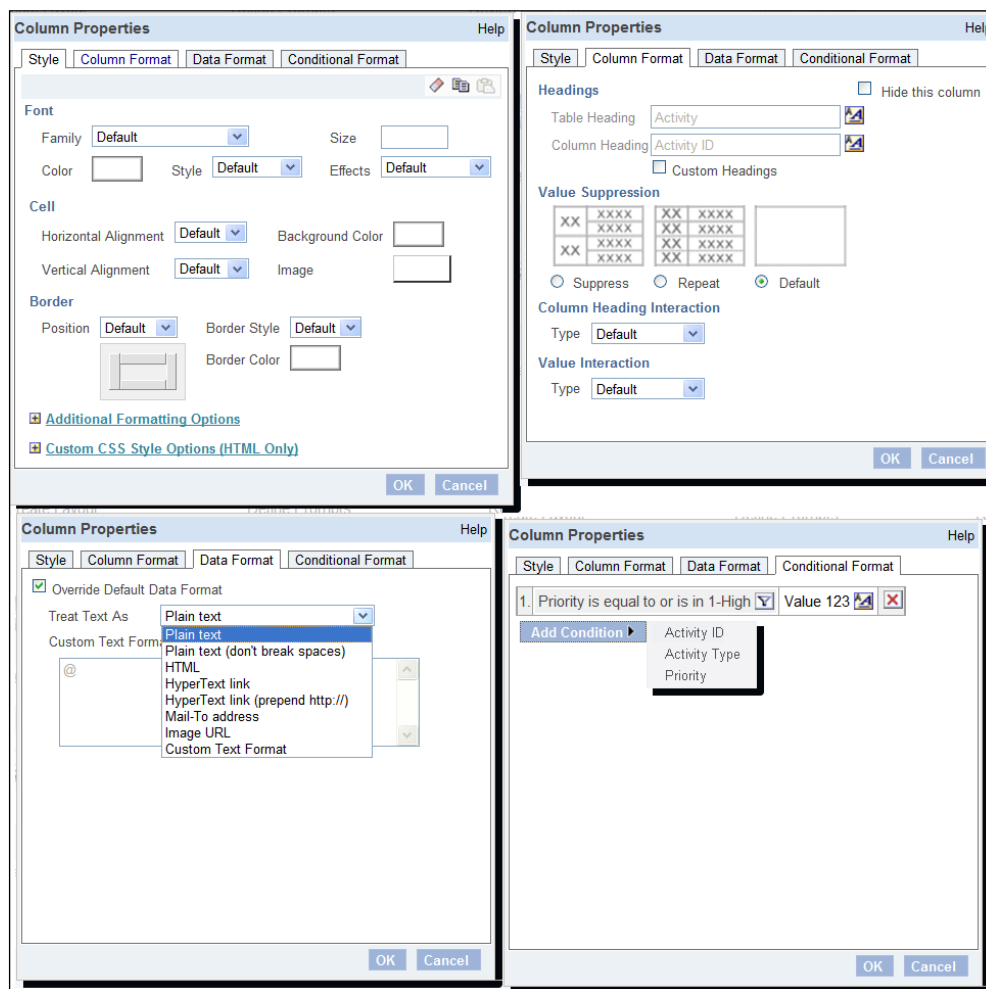 Column Properties Help
Style Column Format Data Format Conditional Format
Font
Family Default Size
Color Style Default Effects Default
Cell
Horizontal Alignment Default Background Color
Vertical Alignment Default Image
Border
Position Default Border Style Default
Border Color
Additional Formatting Options
Custom CSS Style Options (HTML Only)
OK Cancel
Column Properties Help
Style Column Format Data Format Conditional Format
Headings Hide this column
Table Heading Activity
Column Heading Activity ID
Custom Headings
Value Suppression
XX XXXX XX XXXX
XXXX XX XXXX
XX XXXX XX XXXX
XXXX XX XXXX
Suppress Repeat Default
Column Heading Interaction
Type Default
Value Interaction
Type Default
OK Cancel
Column Properties Help
Style Column Format Data Format Conditional Format
Override Default Data Format
Treat Text As Plain text
Custom Text Forma
@
Plain text
Plain text (don't break spaces)
HTML
HyperText link
HyperText link (prepend http://)
Mail-To address
Image URL
Custom Text Format
OK Cancel
Column Properties Help
Style Column Format Data Format Conditional Format
1. Priority is equal to or is in 1-High Value 123
Add Condition Activity ID
Activity Type
Priority
OK Cancel